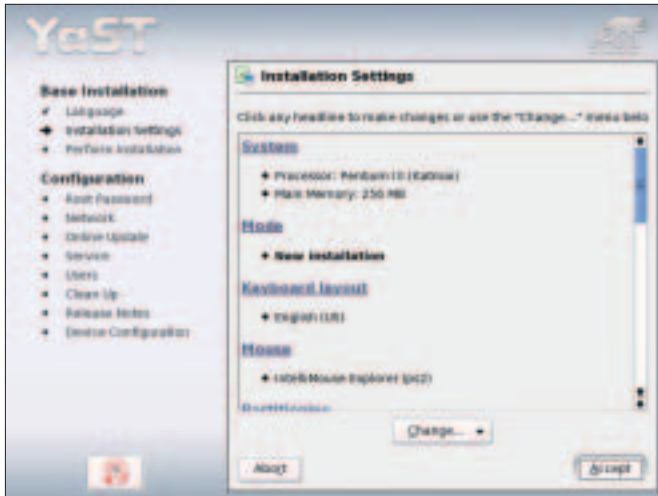 YaST
Base Installation
Language
Installation Settings
Perform Installation
Configuration
Root Password
Network
Online Update
Service
Users
Clean Up
Release Notes
Device Configuration
Installation Settings
Click any headline to make changes or use the "Change..." menu belo
System
Processor: Pentium III (Katmai)
Main Memory: 256 MB
Mode
New installation
Keyboard layout
English (US)
Mouse
IntelliMouse Explorer (ps2)
Partitioning
Change...
Abort
Accept